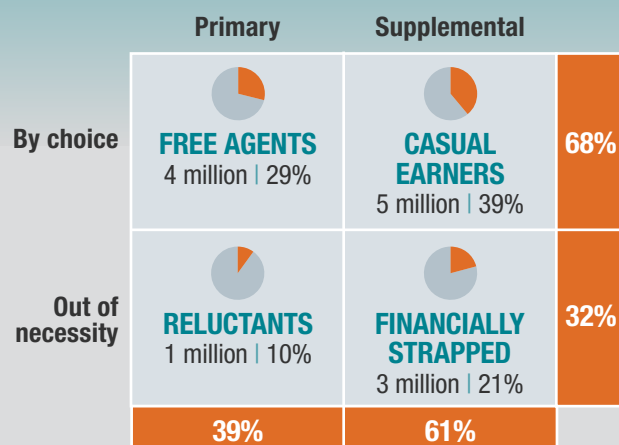 Primary Supplemental
By choice
FREE AGENTS
4 million | 29%
CASUAL
EARNERS
5 million | 39%
68%
Out of
necessity
RELUCTANTS
1 million | 10%
FINANCIALLY
STRAPPED
3 million | 21%
32%
39% 61%